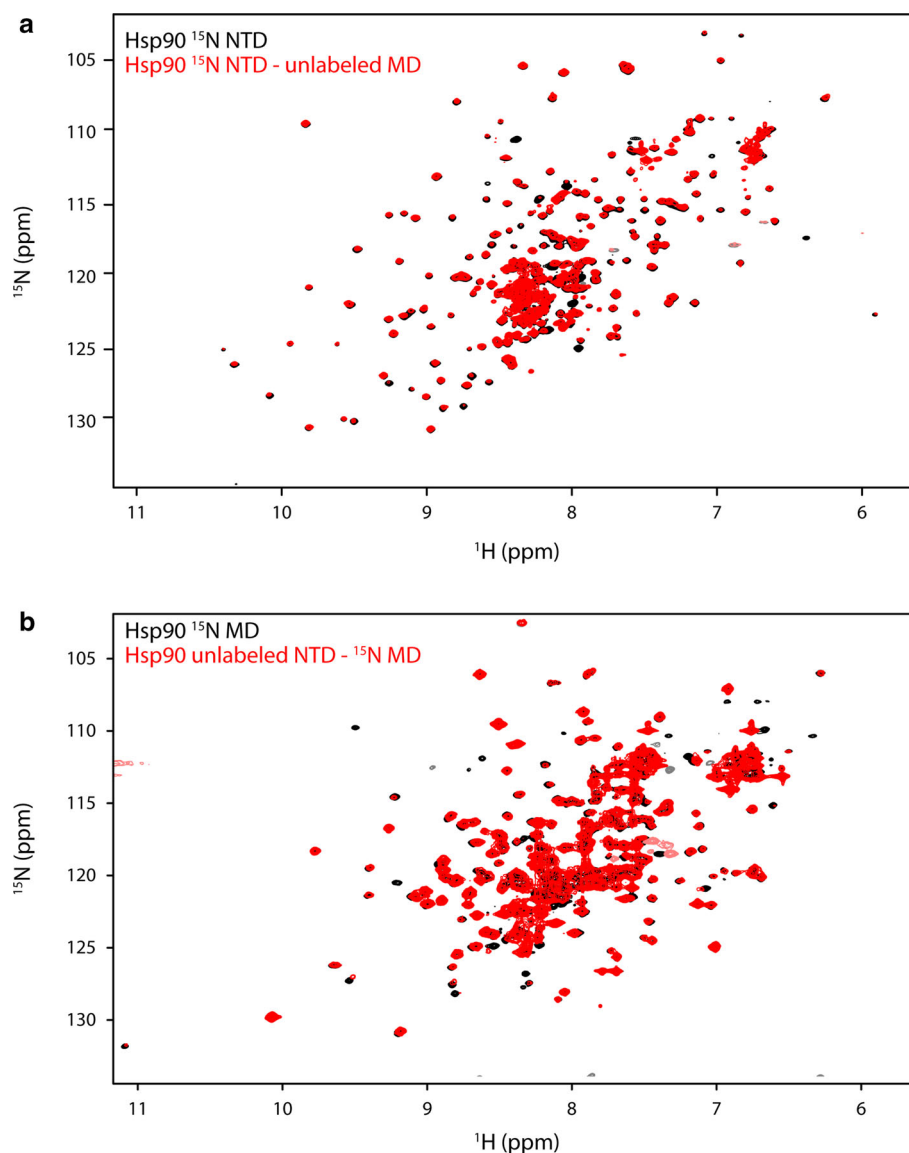 a
Hsp90 ¹⁵N NTD
Hsp90 ¹⁵N NTD - unlabeled MD
105
110
115
120
125
130
¹⁵N (ppm)
11 10 9 8 7 6
¹H (ppm)
b
Hsp90 ¹⁵N MD
Hsp90 unlabeled NTD - ¹⁵N MD
105
110
115
120
125
130
¹⁵N (ppm)
11 10 9 8 7 6
¹H (ppm)